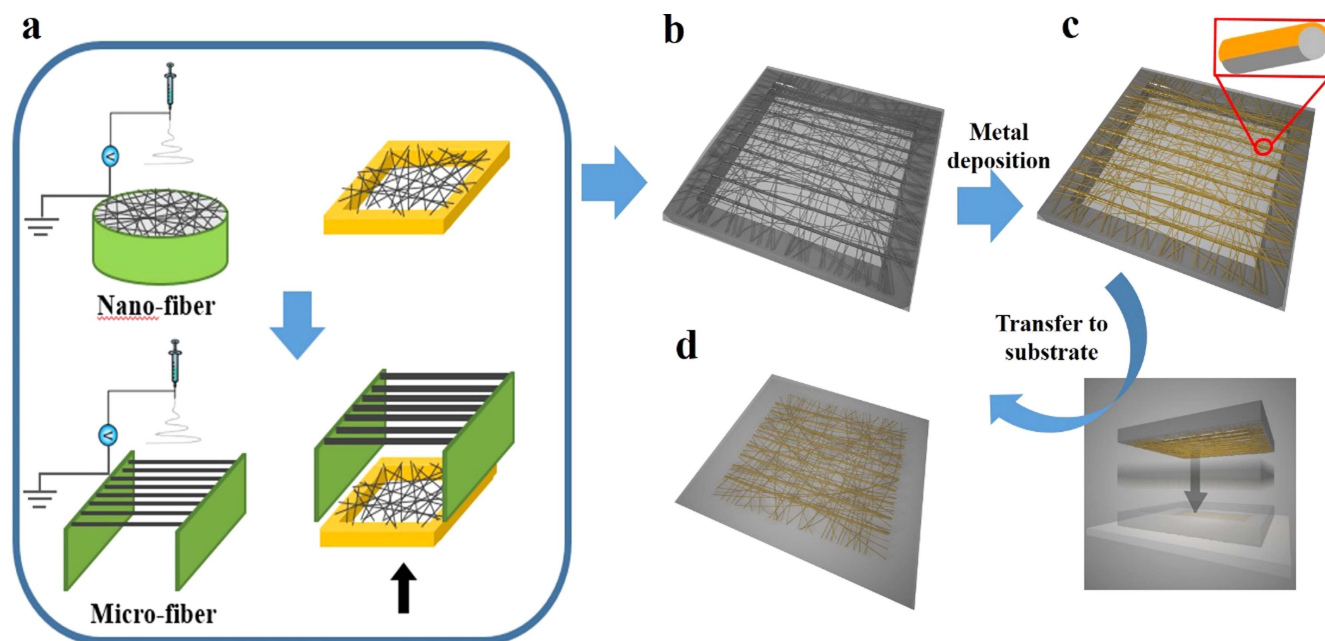 a
V
Nano-fiber
V
Micro-fiber
b
Metal
deposition
c
Transfer to
substrate
d